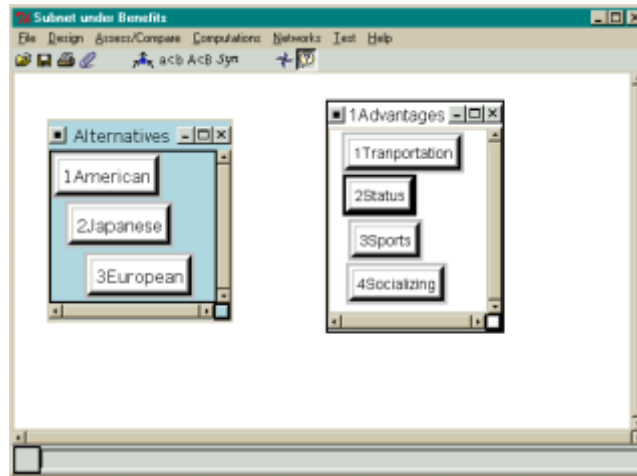 Subnet under Benefits
File Design Assess/Compare Computations Networks Test Help
a<b A<B Syn
Alternatives
1American
2Japanese
3European
1Advantages
1Tranportation
2Status
3Sports
4Socializing